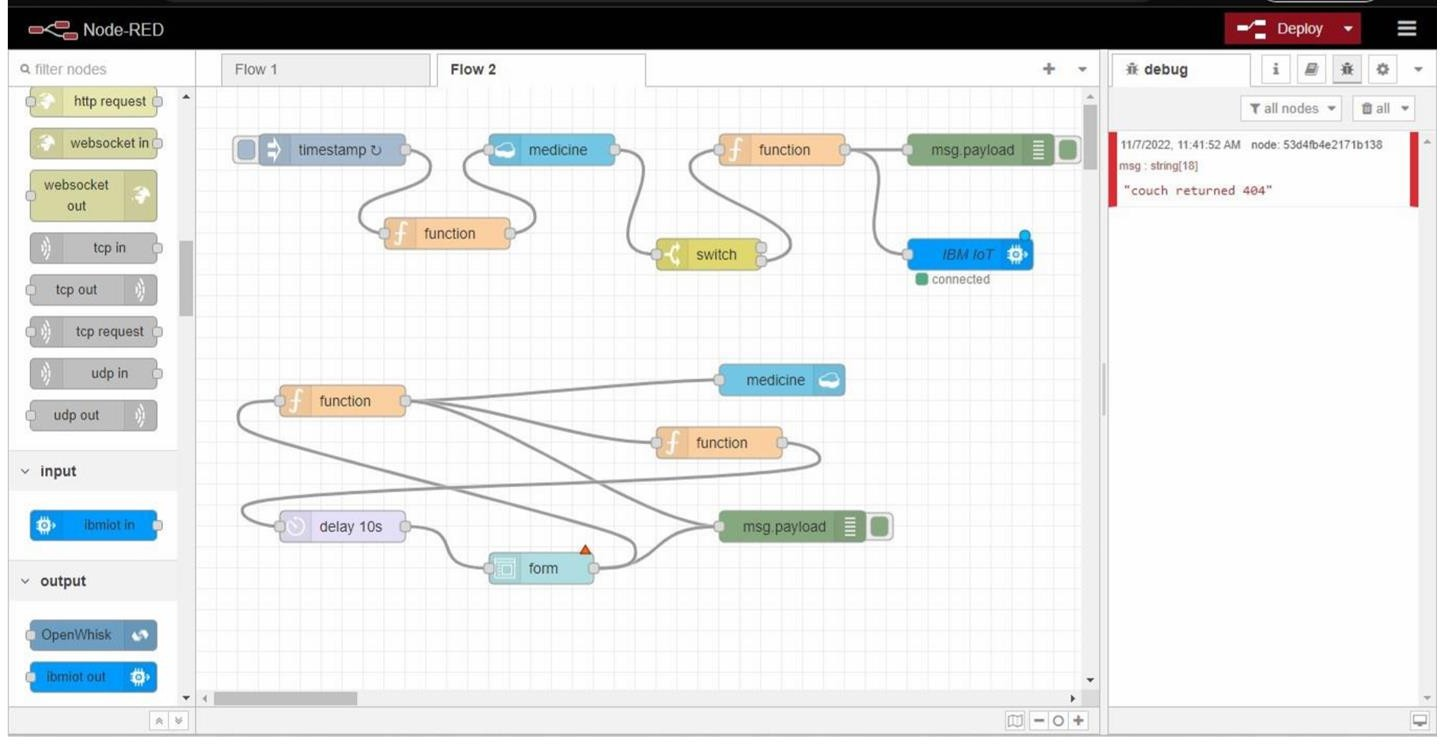 Node-RED
Deploy
filter nodes
Flow 1
Flow 2
debug
i
all nodes
all
http request
websocket in
websocket
out
tcp in
tcp out
tcp request
udp in
udp out
input
ibmiot in
output
OpenWhisk
ibmiot out
timestamp ↻
medicine
function
msg.payload
function
switch
IBM IoT
connected
function
medicine
function
delay 10s
msg.payload
form
11/7/2022, 11:41:52 AM node: 53d4fb4e2171b138
msg : string[18]
"couch returned 404"